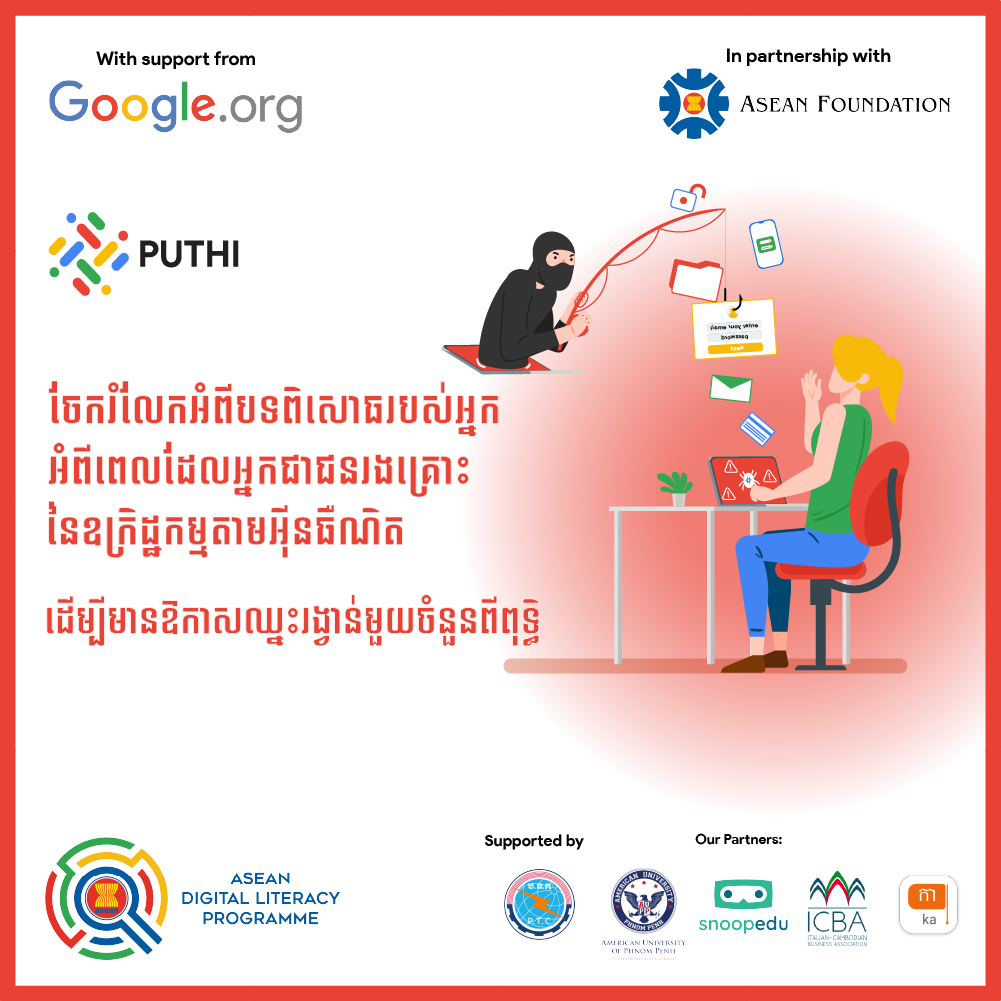 With support from
Google.org
In partnership with
ASEAN FOUNDATION
PUTHI
ចែករំលែកអំពីបទពិសោធរបស់អ្នក
អំពីពេលដែលអ្នកជាជនរងគ្រោះ
នៃឧក្រិដ្ឋកម្មតាមអ៊ីនធឺណិត
ដើម្បីមានឱកាសឈ្នះរង្វាន់មួយចំនួនពីពុទ្ធិ
ASEAN
DIGITAL LITERACY
PROGRAMME
Supported by
P.T.C
AMERICAN UNIVERSITY
PHNOM PENH
AMERICAN UNIVERSITY
OF PHNOM PENH
Our Partners:
snoopedu
ICBA
ITALIAN-CAMBODIAN
BUSINESS ASSOCIATION
កា
ka